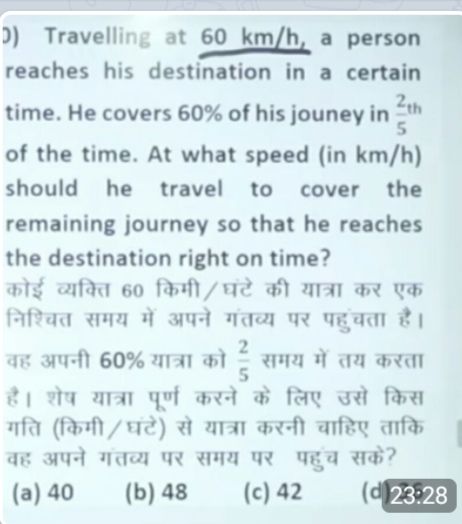 0) Travelling at 60 km/h, a person
reaches his destination in a certain
time. He covers 60% of his jouney in 2/5 th
of the time. At what speed (in km/h)
should he travel to cover the
remaining journey so that he reaches
the destination right on time?
कोई व्यक्ति 60 किमी/घंटे की यात्रा कर एक
निश्चित समय में अपने गंतव्य पर पहुंचता है।
वह अपनी 60% यात्रा को 2/5 समय में तय करता
है। शेष यात्रा पूर्ण करने के लिए उसे किस
गति (किमी/घंटे) से यात्रा करनी चाहिए ताकि
वह अपने गंतव्य पर समय पर पहुंच सके?
(a) 40 (b) 48 (c) 42 (d)
23:28